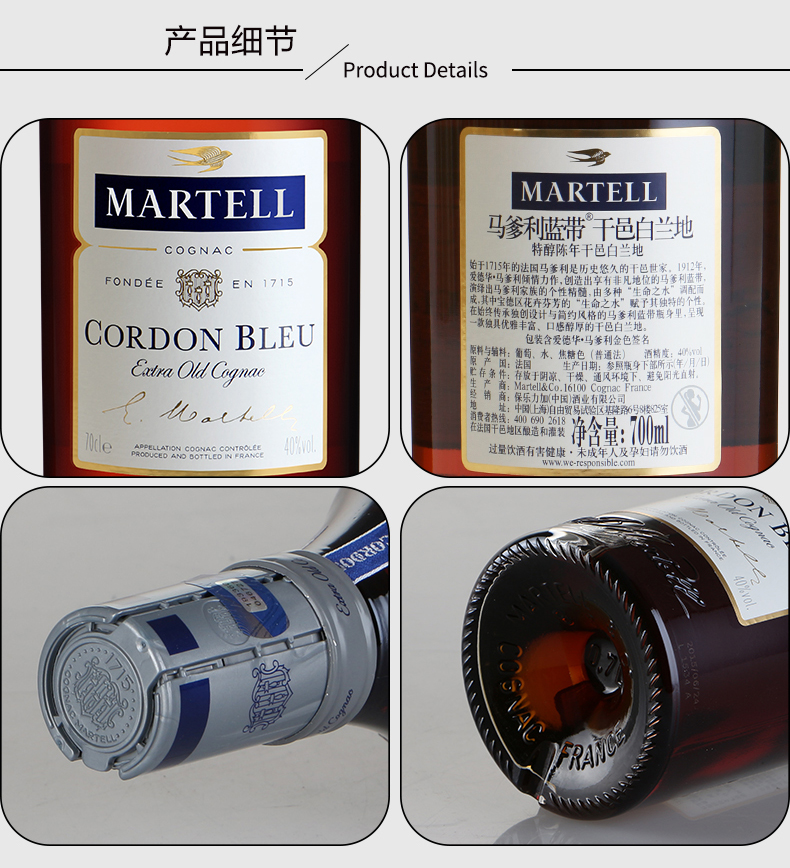 产品细节
Product Details
MARTELL
COGNAC
FONDÉE EN 1715
CORDON BLEU
Extra Old Cognac
E. Martell
70cl e
40%vol.
APPELLATION COGNAC CONTRÔLÉE
PRODUCED AND BOTTLED IN FRANCE
MARTELL
马爹利蓝带®干邑白兰地
特醇陈年干邑白兰地
始于1715年的法国马爹利是历史悠久的干邑世家。1912年，
爱德华·马爹利倾情力作，创造出享有非凡地位的马爹利蓝带，
演绎出马爹利家族的个性精髓，由多种“生命之水”调配而
成，其中宝德区花卉芬芳的“生命之水”赋予其独特的个性。
在始终传承独创设计与简约风格的马爹利蓝带瓶身里，呈现
一款独具优雅丰富、口感醇厚的干邑白兰地。
包装含爱德华·马爹利金色签名
原料与辅料：葡萄、水、焦糖色（普通法） 酒精度：40%vol
原产国：法国 生产日期：参照瓶身下部所示(年/月/日)
贮存条件：存放于阴凉、干燥、通风环境下、避免阳光直射。
生产商：Martell&Co.16100 Cognac France
经销商：保乐力加(中国)酒业有限公司
地址：中国(上海)自由贸易试验区基隆路6号8楼825室
消费者热线：400 690 2618
在法国干邑地区酿造和灌装 净含量：700ml
过量饮酒有害健康·未成年人及孕妇请勿饮酒
www.we-responsible.com
CORDON
Extra Old C
1715
COGNAC MARTELL
Old Cognac
MARTELL
COGNAC
FRANCE
DON BL
Old Cognac
40%vol.
2015/06/24